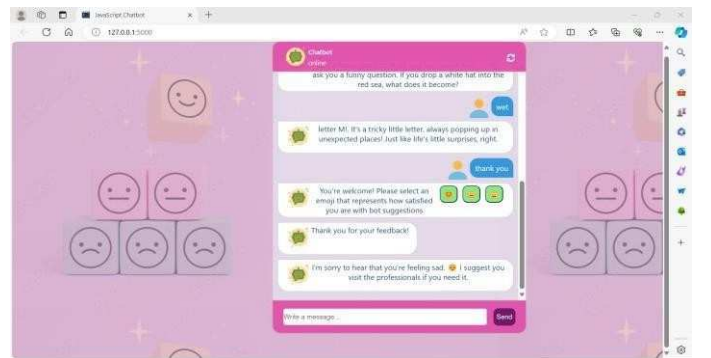 JavaScript Chatbot
127.0.0.1:5000
Chatbot
online
ask you a funny question. If you drop a white hat into the
red sea, what does it become?
wet
letter M!. It's a tricky little letter, always popping up in
unexpected places! Just like life's little surprises, right.
thank you
You're welcome! Please select an
emoji that represents how satisfied
you are with bot suggestions.
Thank you for your feedback!
I'm sorry to hear that you're feeling sad. 😔 I suggest you
visit the professionals if you need it.
Write a message...
Send